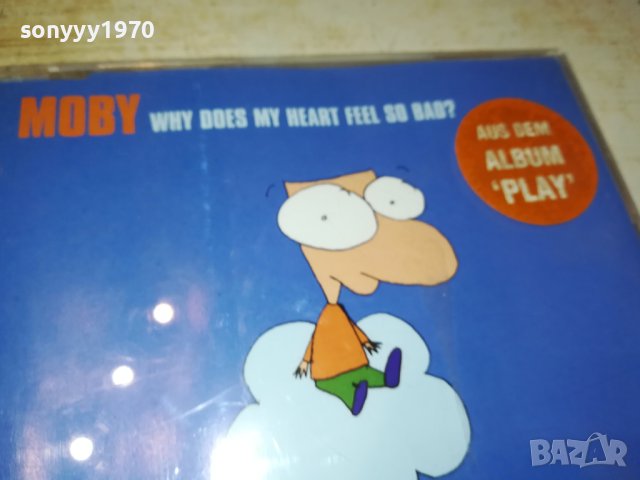 sonyyy1970
MOBY WHY DOES MY HEART FEEL SO BAD?
AUS DEM
ALBUM
'PLAY'
BAZAR